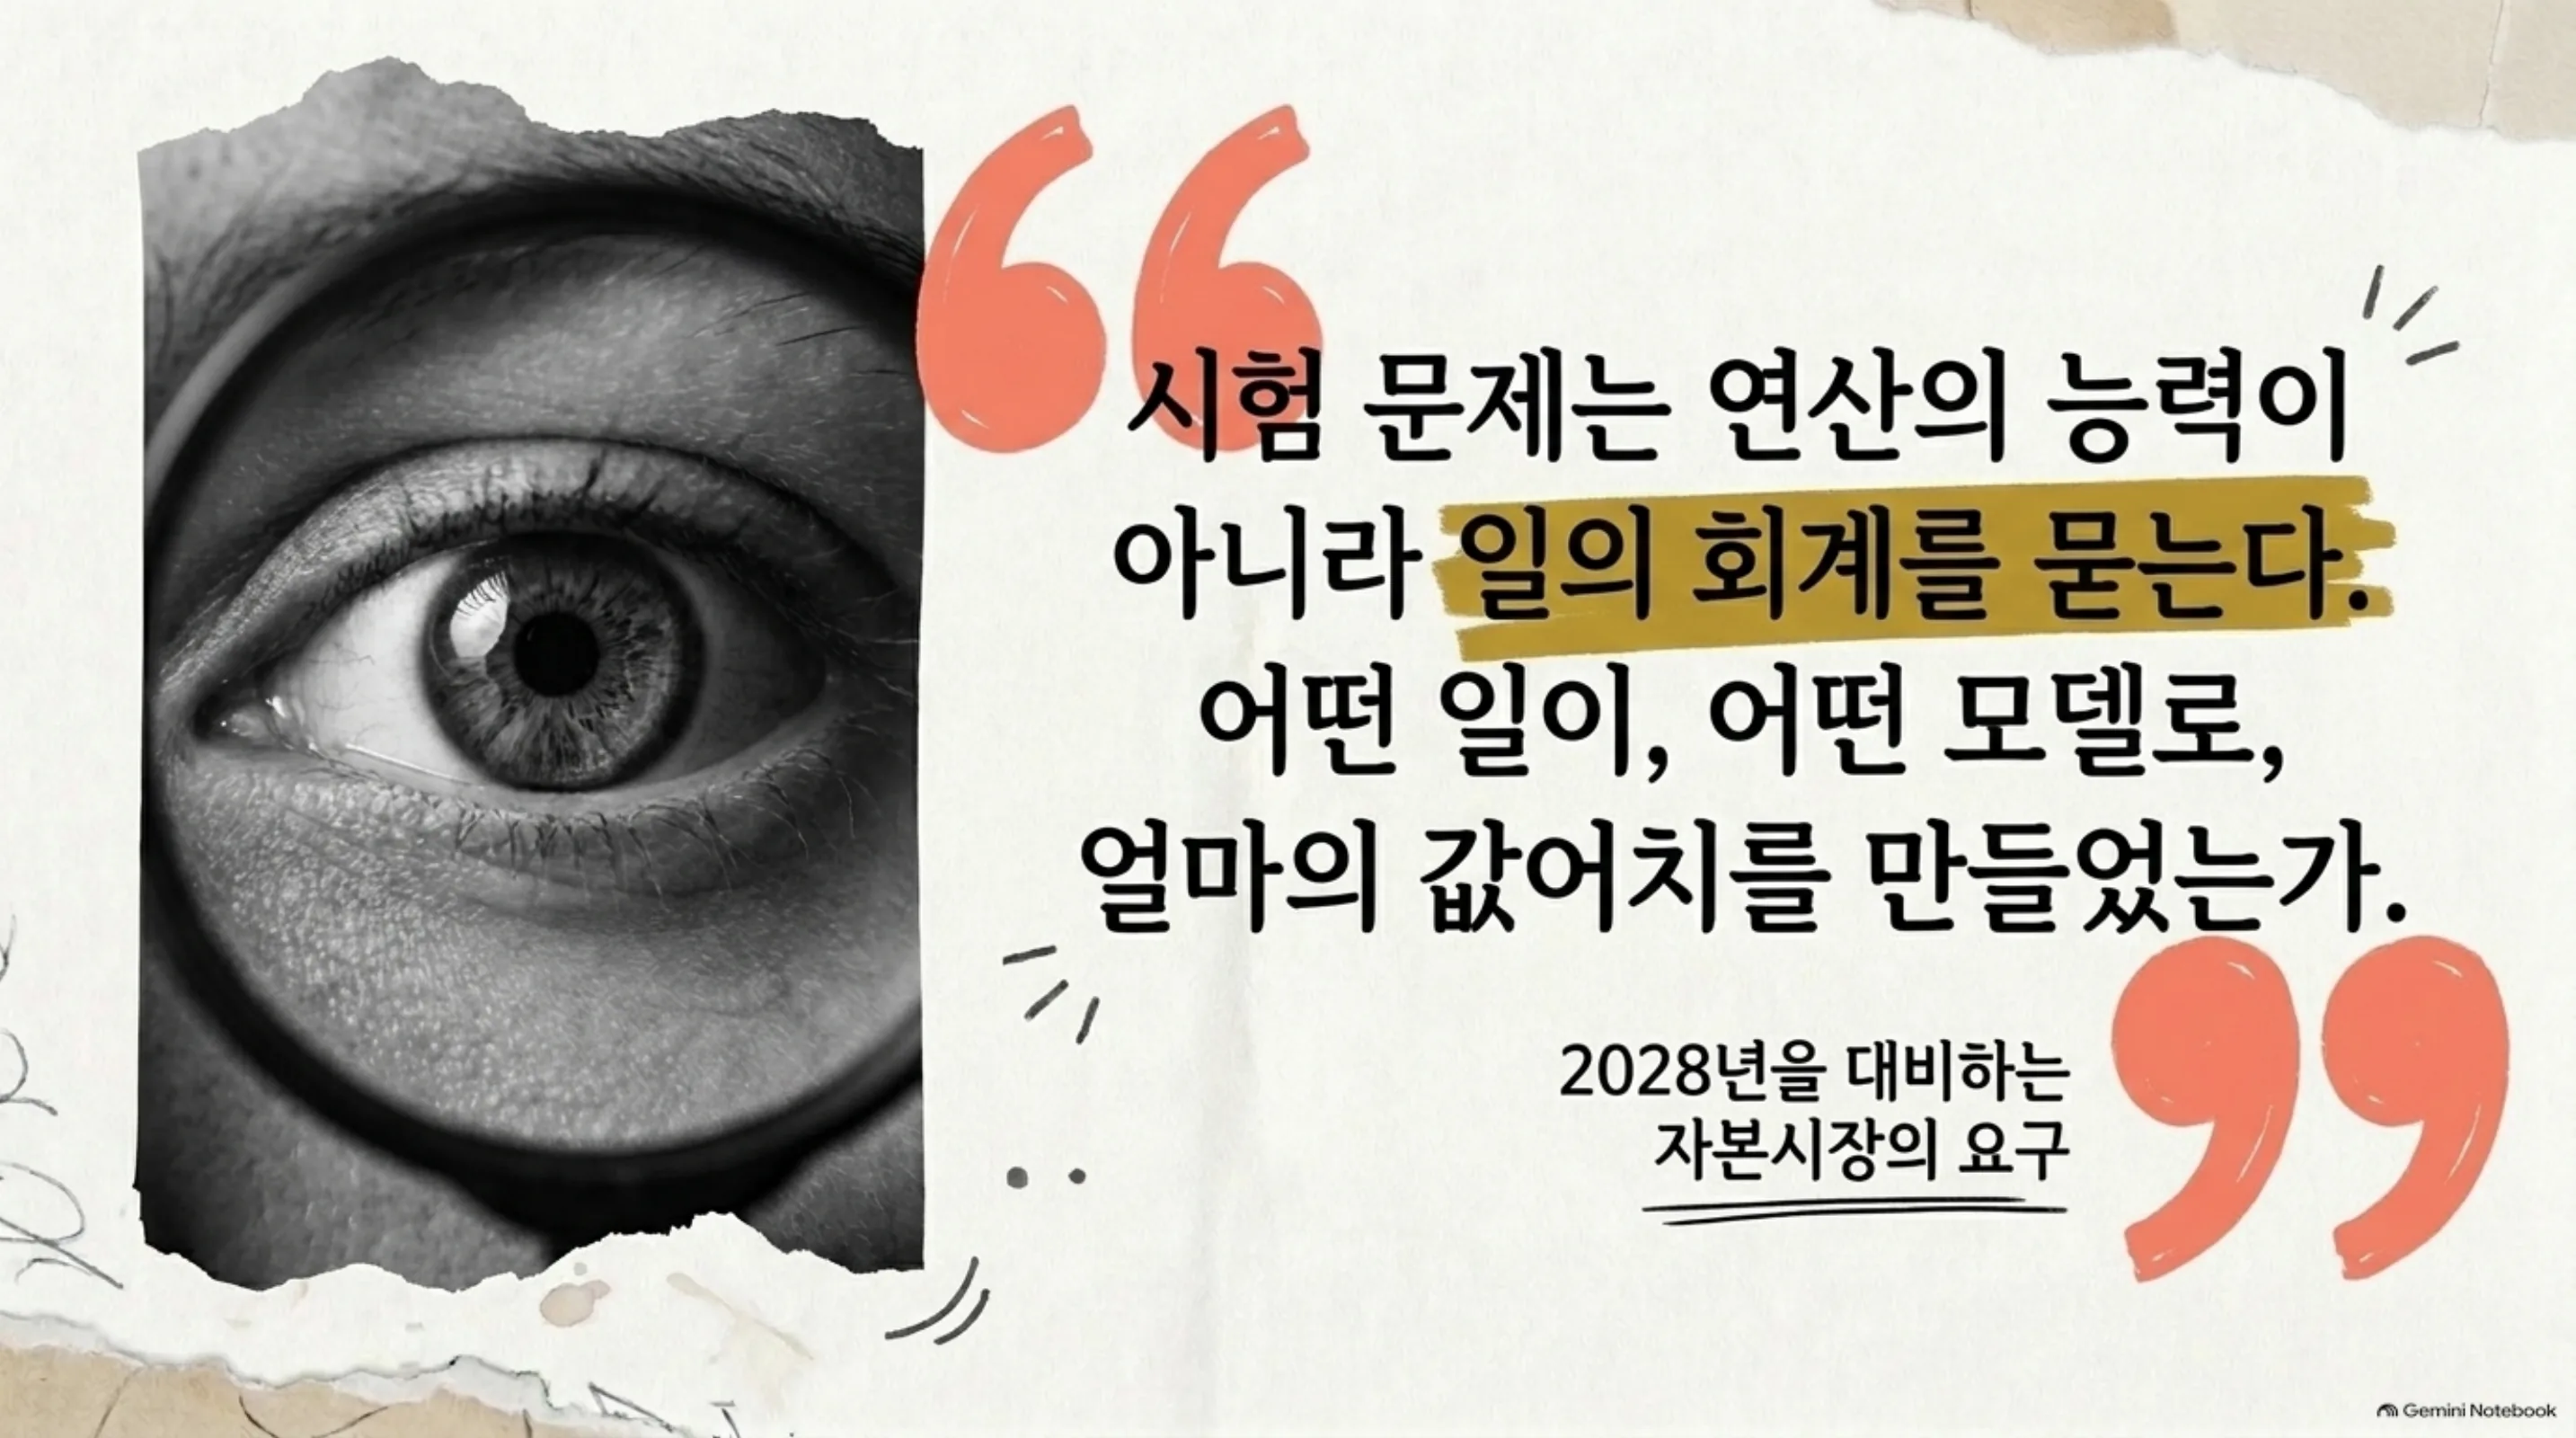 시험 문제는 연산의 능력이
아니라 일의 회계를 묻는다.
어떤 일이, 어떤 모델로,
얼마의 값어치를 만들었는가.
2028년을 대비하는
자본시장의 요구
Gemini Notebook